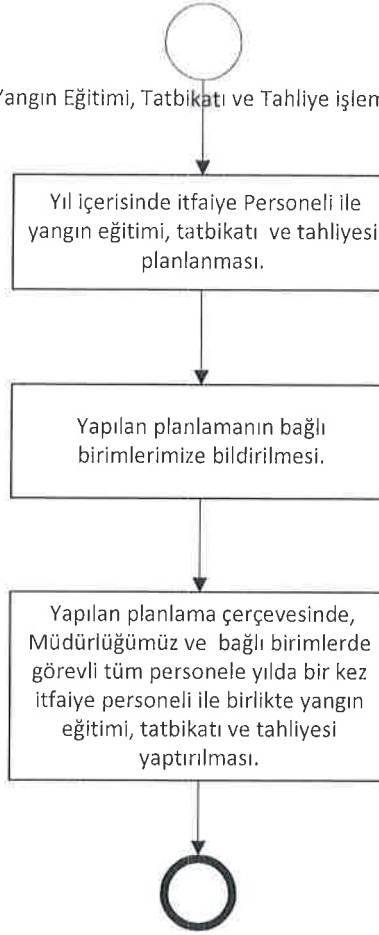 Yangın Eğitimi, Tatbikatı ve Tahliye işlem
Yıl içerisinde itfaiye Personeli ile
yangın eğitimi, tatbikatı ve tahliyesi
planlanması.
Yapılan planlamanın bağlı
birimlerimize bildirilmesi.
Yapılan planlama çerçevesinde,
Müdürlüğümüz ve bağlı birimlerde
görevli tüm personele yılda bir kez
itfaiye personeli ile birlikte yangın
eğitimi, tatbikatı ve tahliyesi
yaptırılması.